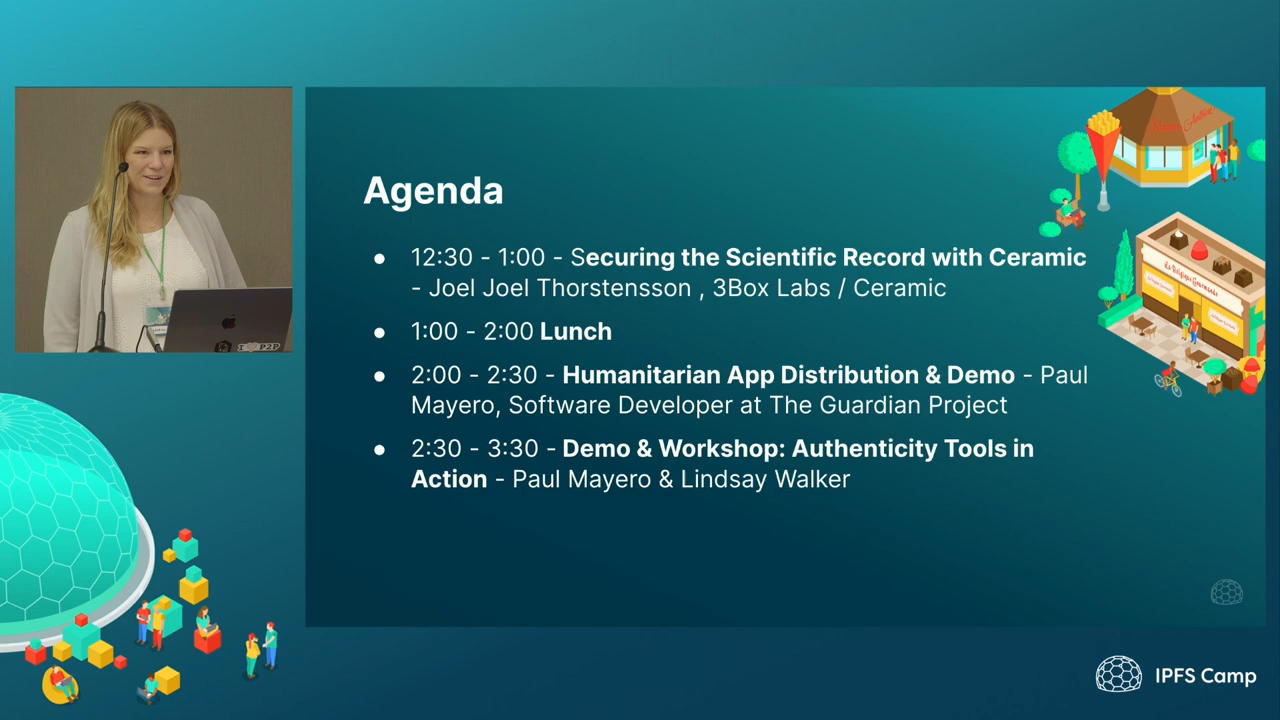 Agenda
● 12:30 - 1:00 - Securing the Scientific Record with Ceramic
- Joel Joel Thorstensson , 3Box Labs / Ceramic
● 1:00 - 2:00 Lunch
● 2:00 - 2:30 - Humanitarian App Distribution & Demo - Paul
Mayero, Software Developer at The Guardian Project
● 2:30 - 3:30 - Demo & Workshop: Authenticity Tools in
Action - Paul Mayero & Lindsay Walker
P2P
IPFS Camp